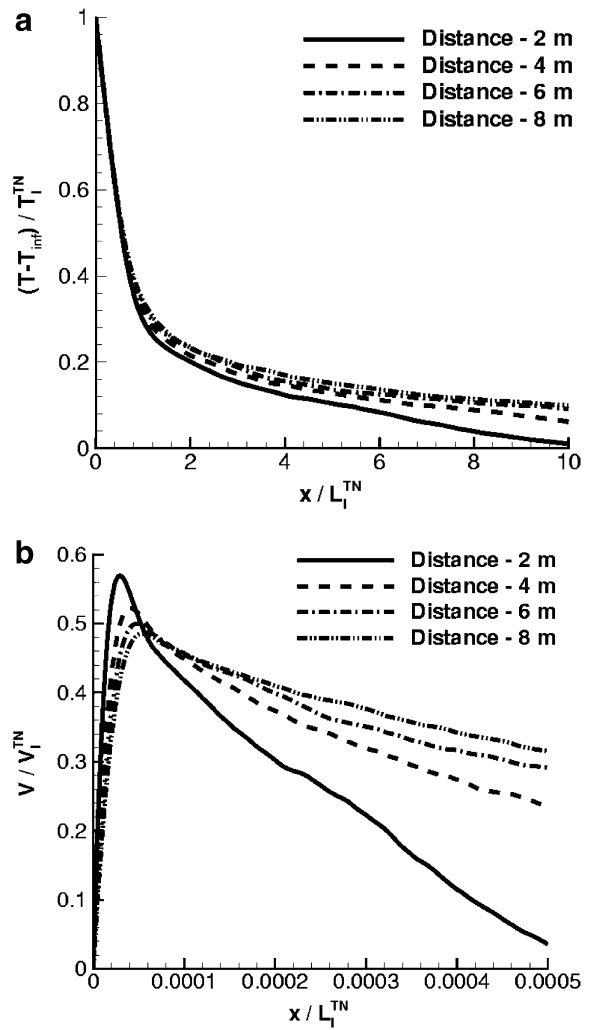 a
Distance - 2 m
Distance - 4 m
Distance - 6 m
Distance - 8 m
(T-T_inf) / T_I^TN
1
0.8
0.6
0.4
0.2
0
0 2 4 6 8 10
x / L_I^TN
b
Distance - 2 m
Distance - 4 m
Distance - 6 m
Distance - 8 m
V / V_I^TN
0.6
0.5
0.4
0.3
0.2
0.1
0
0 0.0001 0.0002 0.0003 0.0004 0.0005
x / L_I^TN